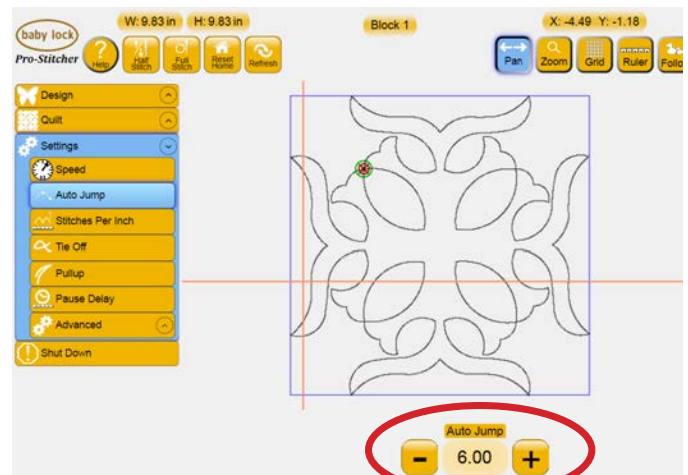 W: 9.83 in H: 9.83 in
Block 1
X: -4.49 Y: -1.18
baby lock
Pro-Stitcher
Help
Half Stitch
Full Stitch
Reset Home
Refresh
Pan
Zoom
Grid
Ruler
Follo
Design
Quilt
Settings
Speed
Auto Jump
Stitches Per Inch
Tie Off
Pullup
Pause Delay
Advanced
Shut Down
Auto Jump
- 6.00 +